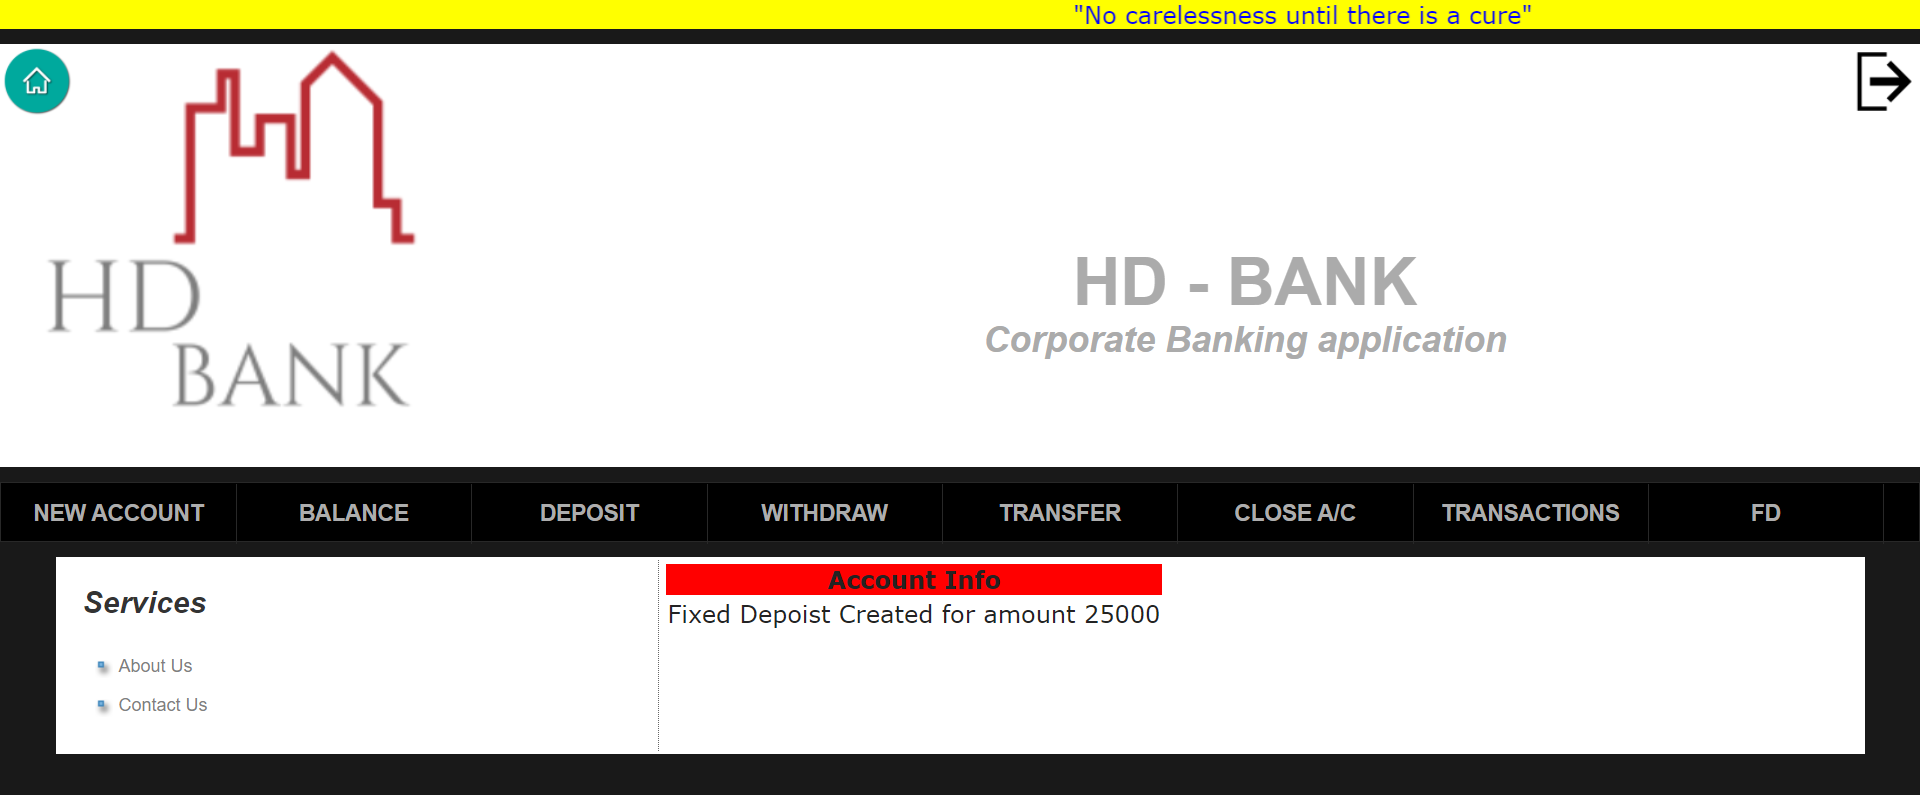 "No carelessness until there is a cure"
HD
BANK
HD - BANK
Corporate Banking application
NEW ACCOUNT BALANCE DEPOSIT WITHDRAW TRANSFER CLOSE A/C TRANSACTIONS FD
Services
About Us
Contact Us
Account Info
Fixed Depoist Created for amount 25000